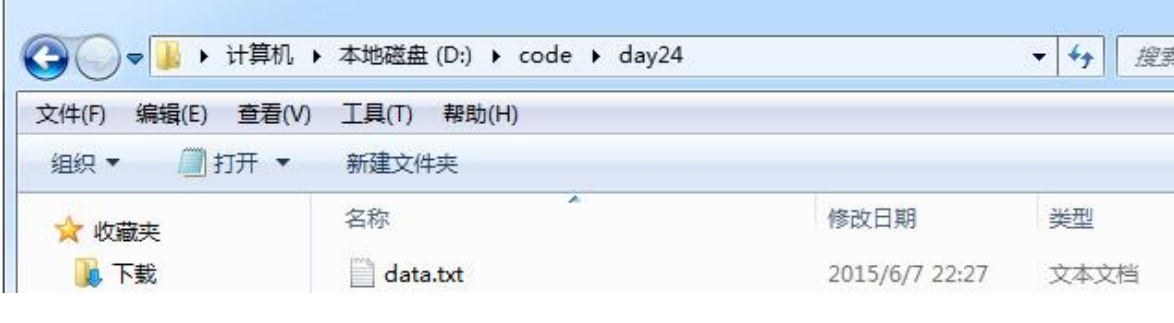 计算机 本地磁盘 (D:) code day24 搜索
文件(F) 编辑(E) 查看(V) 工具(T) 帮助(H)
组织 打开 新建文件夹
名称 修改日期 类型
收藏夹
下载 data.txt 2015/6/7 22:27 文本文档